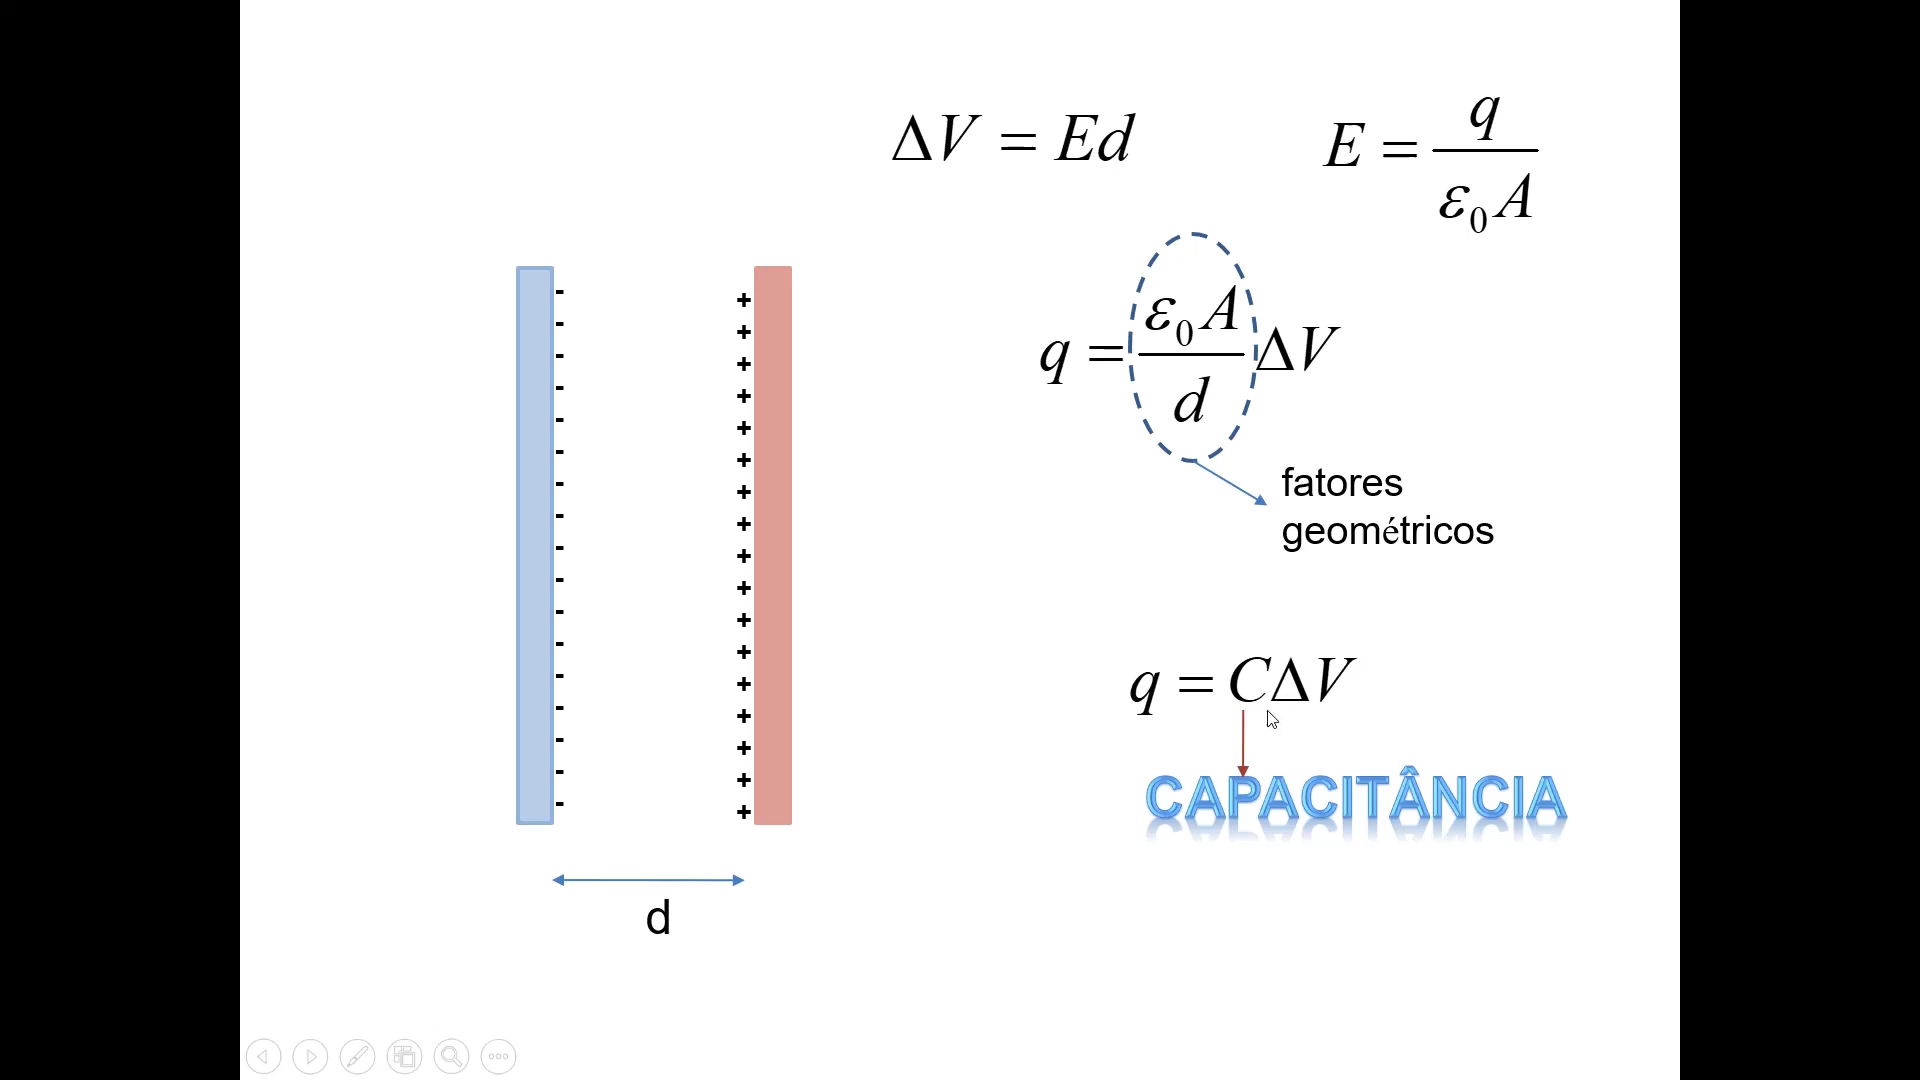 ΔV = Ed
E = q / ε₀A
q = ε₀A / d ΔV
fatores
geométricos
q = CΔV
CAPACITÂNCIA
- - - - - - - - - - - - - - - - -
+ + + + + + + + + + + + + + + + +
d